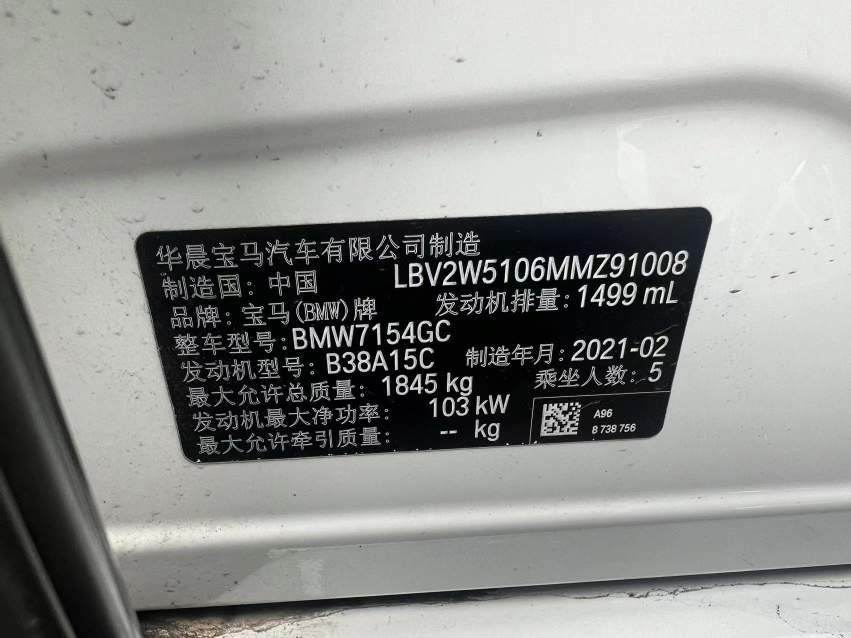 华晨宝马汽车有限公司制造
制造国: 中国 LBV2W5106MMZ91008
品牌: 宝马(BMW)牌 发动机排量: 1499 mL
整车型号: BMW7154GC
发动机型号: B38A15C 制造年月: 2021-02
最大允许总质量: 1845 kg 乘坐人数: 5
发动机最大净功率: 103 kW
最大允许牵引质量: -- kg
A96
8 738 756